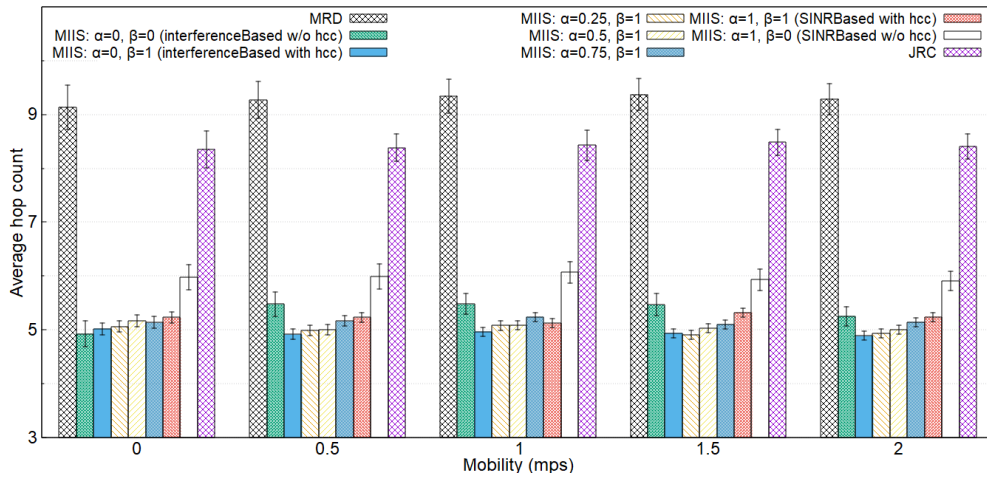 MRD
MIIS: α=0, β=0 (interferenceBased w/o hcc)
MIIS: α=0, β=1 (interferenceBased with hcc)
MIIS: α=0.25, β=1
MIIS: α=0.5, β=1
MIIS: α=0.75, β=1
MIIS: α=1, β=1 (SINRBased with hcc)
MIIS: α=1, β=0 (SINRBased w/o hcc)
JRC
Average hop count
9
7
5
3
0 0.5 1 1.5 2
Mobility (mps)